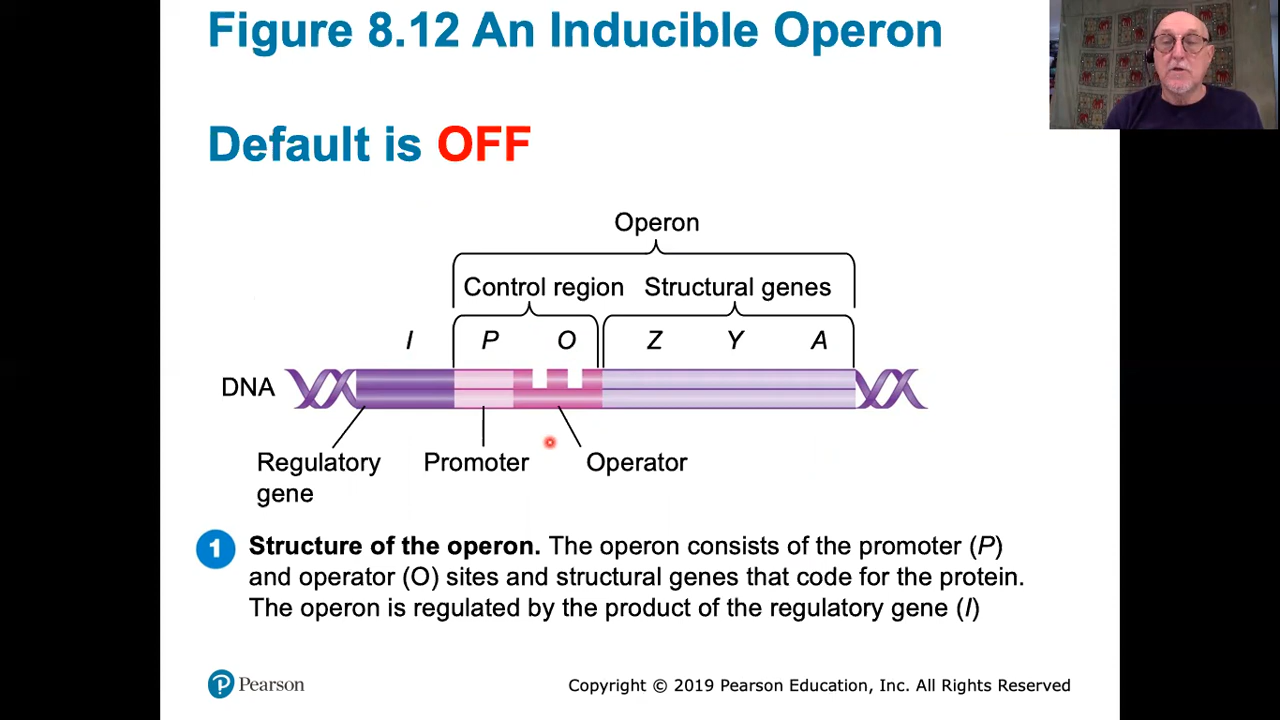 Figure 8.12 An Inducible Operon
Default is OFF
Operon
Control region Structural genes
I P O Z Y A
DNA
Regulatory gene
Promoter
Operator
1 Structure of the operon. The operon consists of the promoter (P)
and operator (O) sites and structural genes that code for the protein.
The operon is regulated by the product of the regulatory gene (I)
P Pearson
Copyright © 2019 Pearson Education, Inc. All Rights Reserved